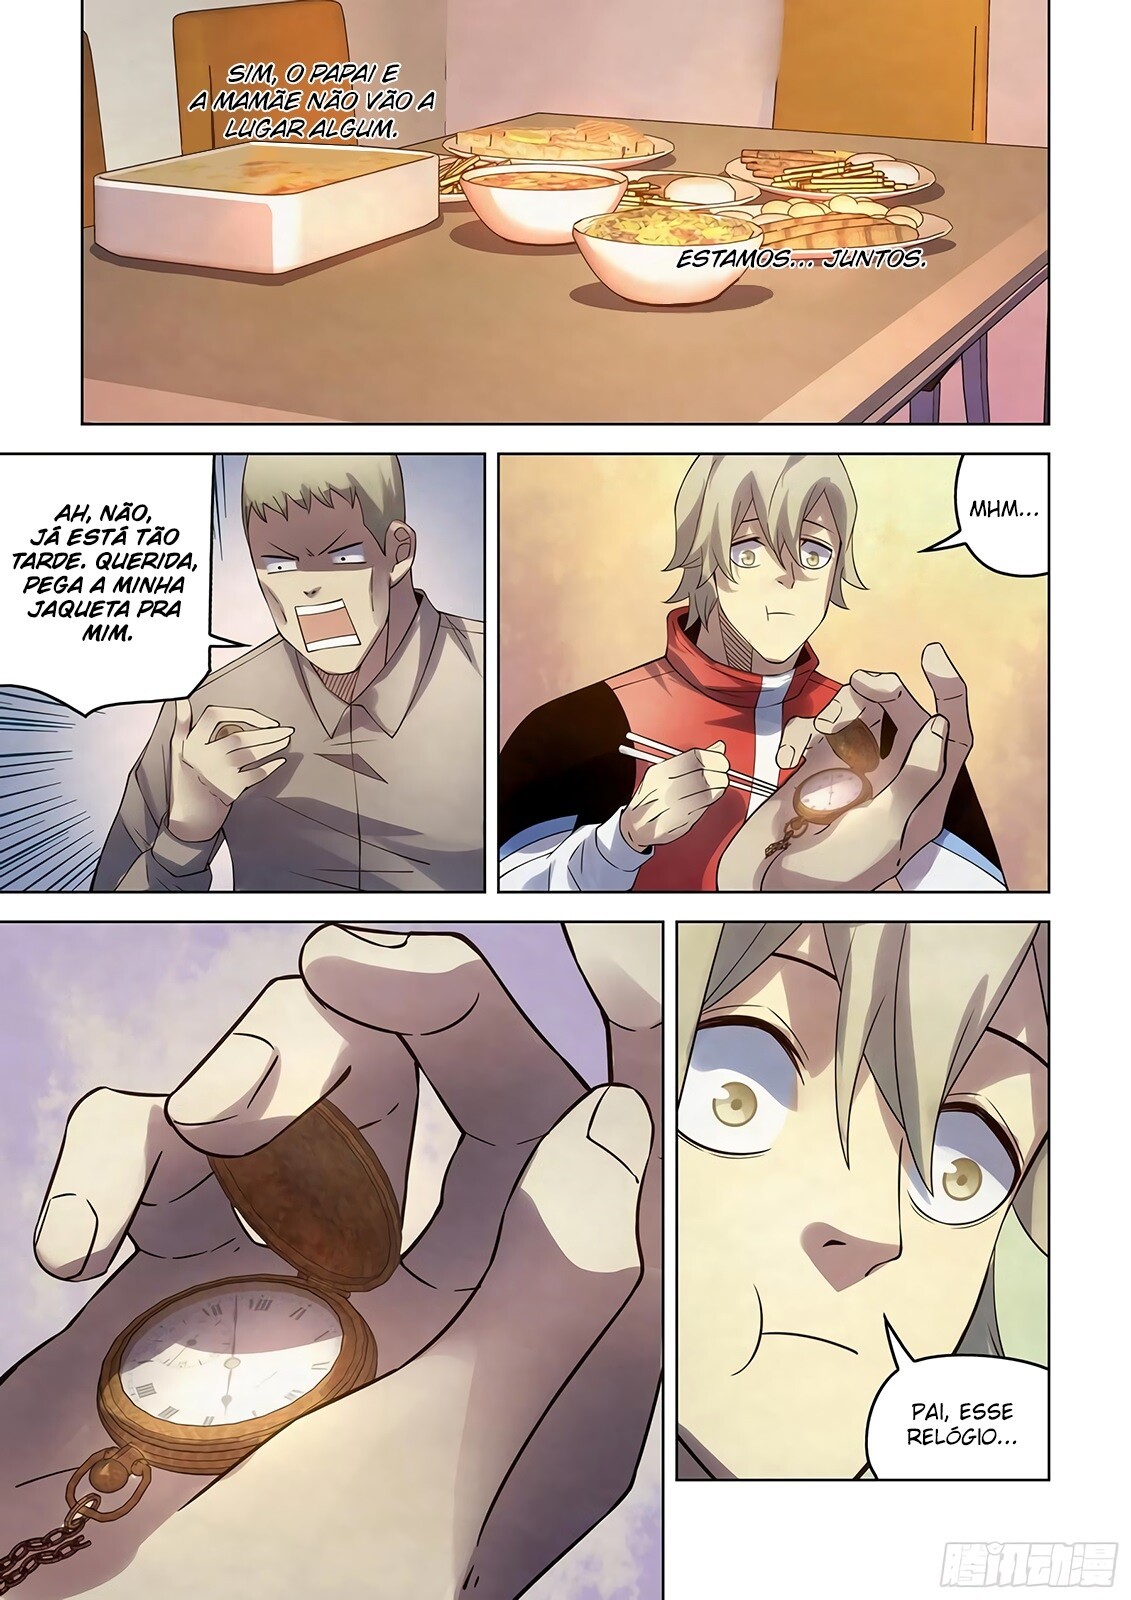 SIM, O PAPAI E
A MAMÃE NÃO VÃO A
LUGAR ALGUM.
ESTAMOS... JUNTOS.
AH, NÃO,
JÁ ESTÁ TÃO
TARDE. QUERIDA,
PEGA A MINHA
JAQUETA PRA
MIM.
MHM...
PAI, ESSE
RELÓGIO...
腾讯动漫